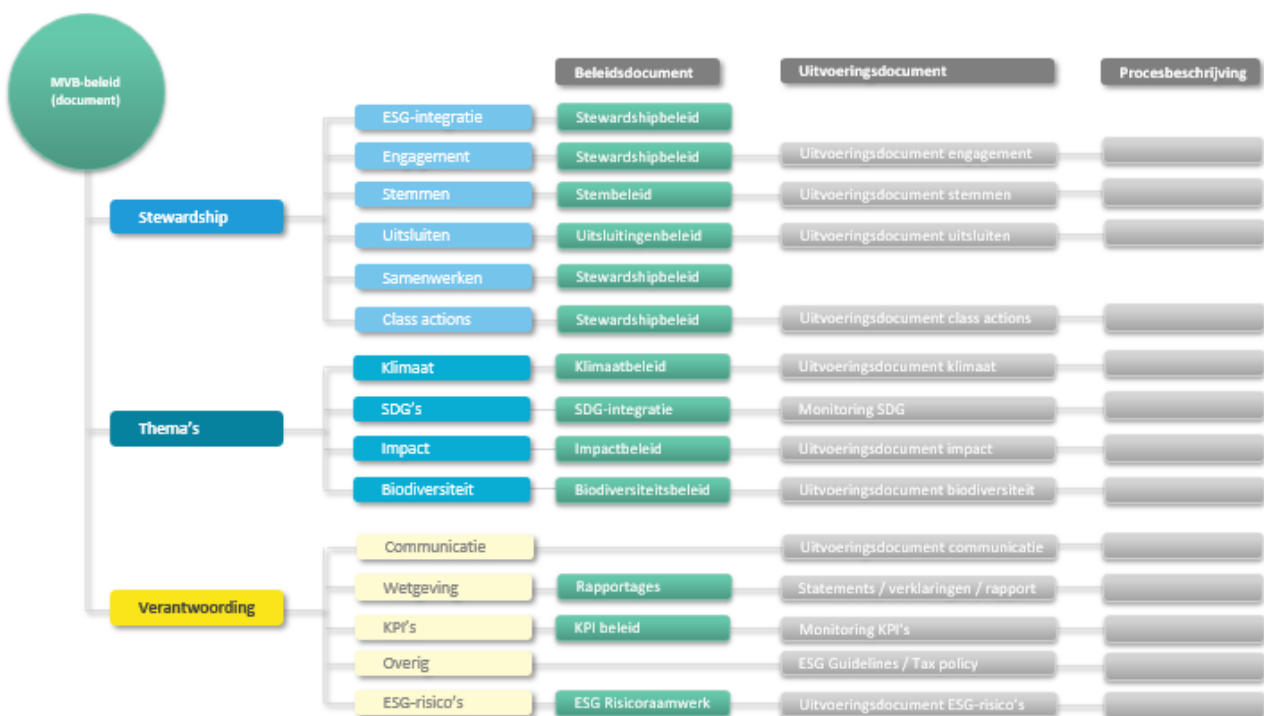 MVB-beleid
(document)
Beleidsdocument
Uitvoeringsdocument
Procesbeschrijving
ESG-integratie
Stewardshipbeleid
Engagement
Stewardshipbeleid
Uitvoeringsdocument engagement
Stemmen
Stembeleid
Uitvoeringsdocument stemmen
Stewardship
Uitsluiten
Uitsluitingenbeleid
Uitvoeringsdocument uitsluiten
Samenwerken
Stewardshipbeleid
Class actions
Stewardshipbeleid
Uitvoeringsdocument class actions
Klimaat
Klimaatbeleid
Uitvoeringsdocument klimaat
SDG's
SDG-integratie
Monitoring SDG
Thema's
Impact
Impactbeleid
Uitvoeringsdocument impact
Biodiversiteit
Biodiversiteitsbeleid
Uitvoeringsdocument biodiversiteit
Communicatie
Uitvoeringsdocument communicatie
Wetgeving
Rapportages
Statements / verklaringen / rapport
Verantwoording
KPI's
KPI beleid
Monitoring KPI's
Overig
ESG Guidelines / Tax policy
ESG-risico's
ESG Risicoraamwerk
Uitvoeringsdocument ESG-risico's